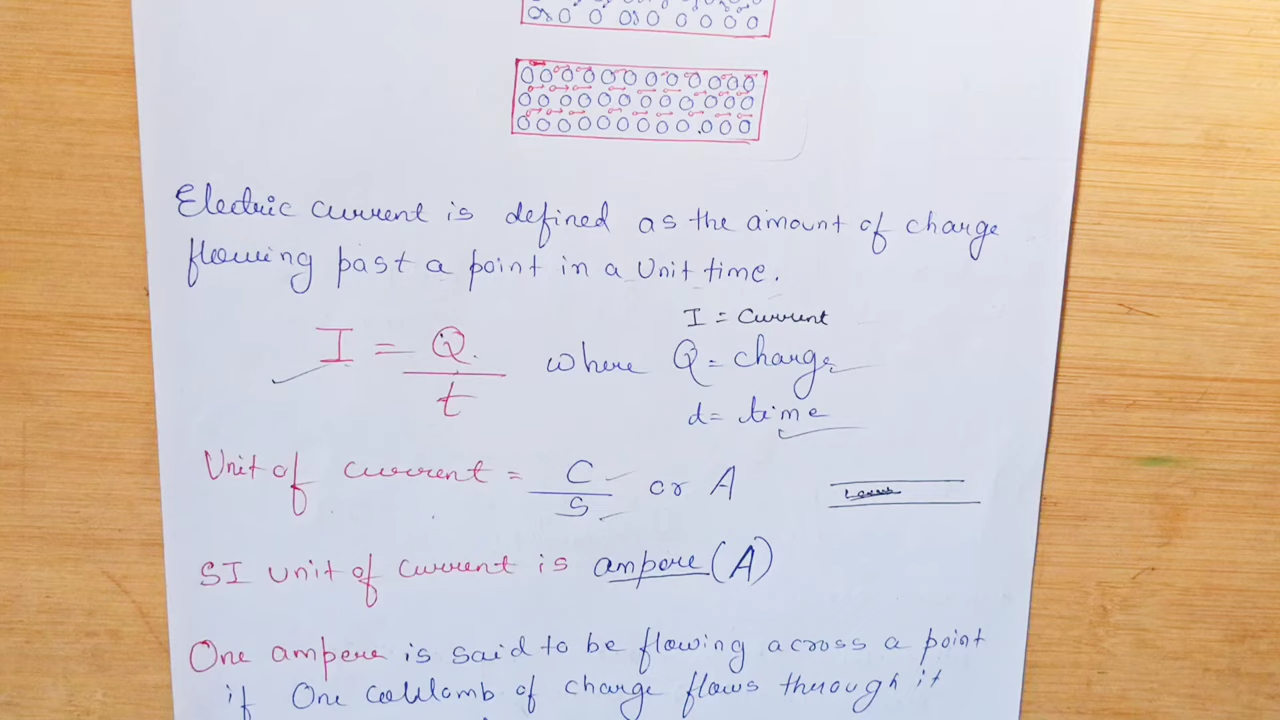 Electric current is defined as the amount of charge
flowing past a point in a Unit time.
I = Q/t where I = Current
Q = charge
d = time
Unit of current = C/S or A
SI unit of current is ampere (A)
One ampere is said to be flowing across a point
if One coulomb of charge flows through it